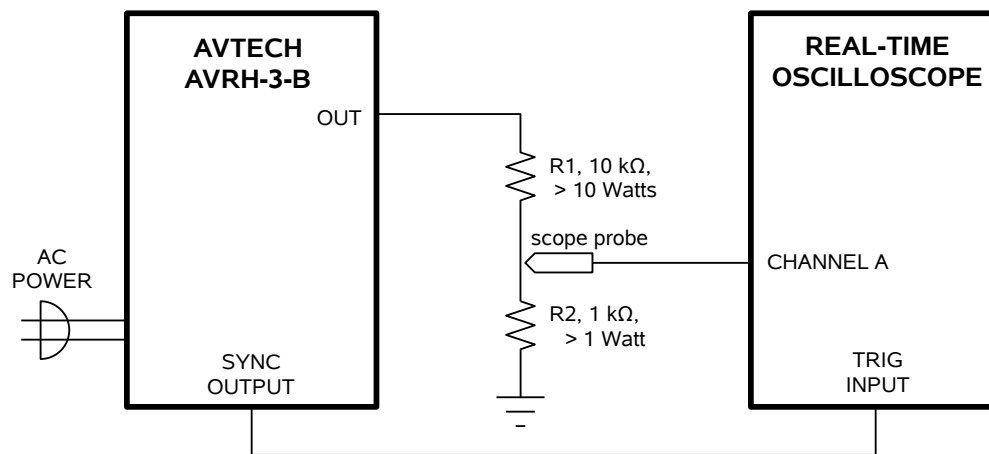 AVTECH
AVRH-3-B
OUT
AC
POWER
SYNC
OUTPUT
R1, 10 kΩ,
> 10 Watts
scope probe
R2, 1 kΩ,
> 1 Watt
REAL-TIME
OSCILLOSCOPE
CHANNEL A
TRIG
INPUT